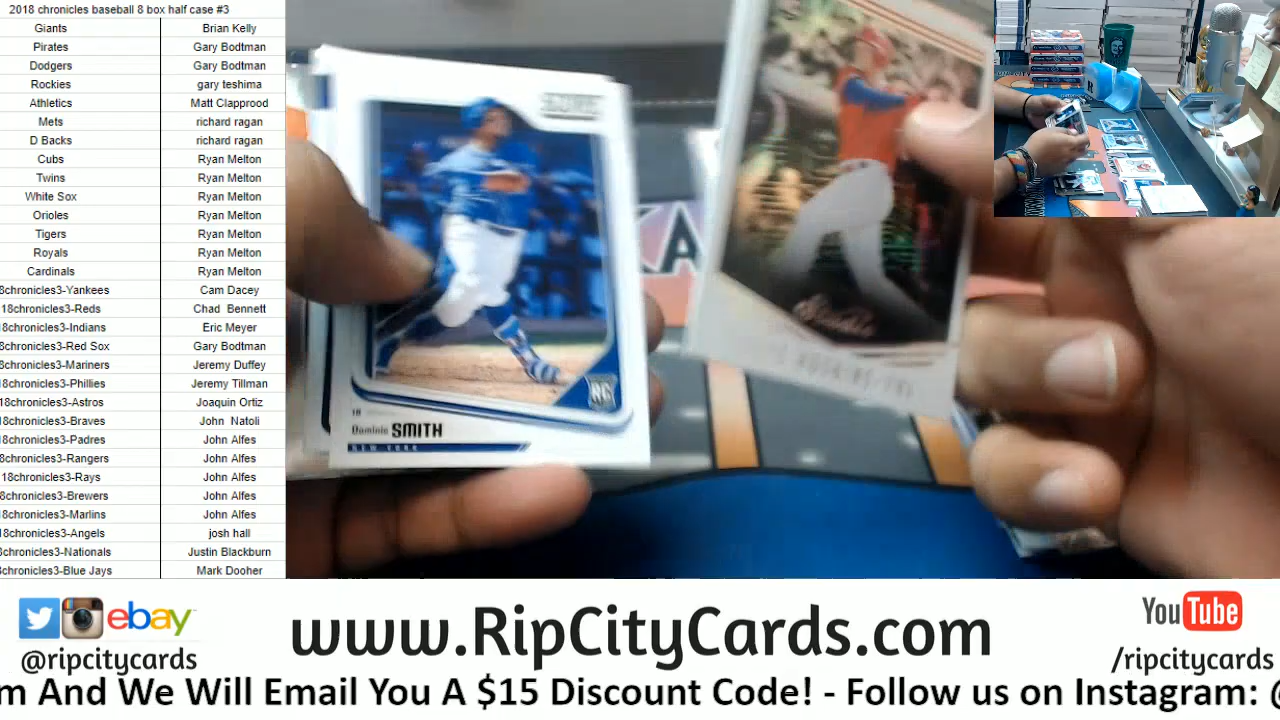 2018 chronicles baseball 8 box half case #3
Giants Brian Kelly
Pirates Gary Bodtman
Dodgers Gary Bodtman
Rockies gary teshima
Athletics Matt Clapprood
Mets richard ragan
D Backs richard ragan
Cubs Ryan Melton
Twins Ryan Melton
White Sox Ryan Melton
Orioles Ryan Melton
Tigers Ryan Melton
Royals Ryan Melton
Cardinals Ryan Melton
8chronicles3-Yankees Cam Dacey
18chronicles3-Reds Chad Bennett
18chronicles3-Indians Eric Meyer
8chronicles3-Red Sox Gary Bodtman
8chronicles3-Mariners Jeremy Duffey
18chronicles3-Phillies Jeremy Tillman
18chronicles3-Astros Joaquin Ortiz
8chronicles3-Braves John Natoli
8chronicles3-Padres John Alfes
8chronicles3-Rangers John Alfes
18chronicles3-Rays John Alfes
8chronicles3-Brewers John Alfes
18chronicles3-Marlins John Alfes
8chronicles3-Angels josh hall
8chronicles3-Nationals Justin Blackburn
chronicles3-Blue Jays Mark Dooher
SCORE
RC
1B
Dominic SMITH
NEW YORK
KA
ebay
@ripcitycards
www.RipCityCards.com
YouTube
/ripcitycards
m And We Will Email You A $15 Discount Code! - Follow us on Instagram: @